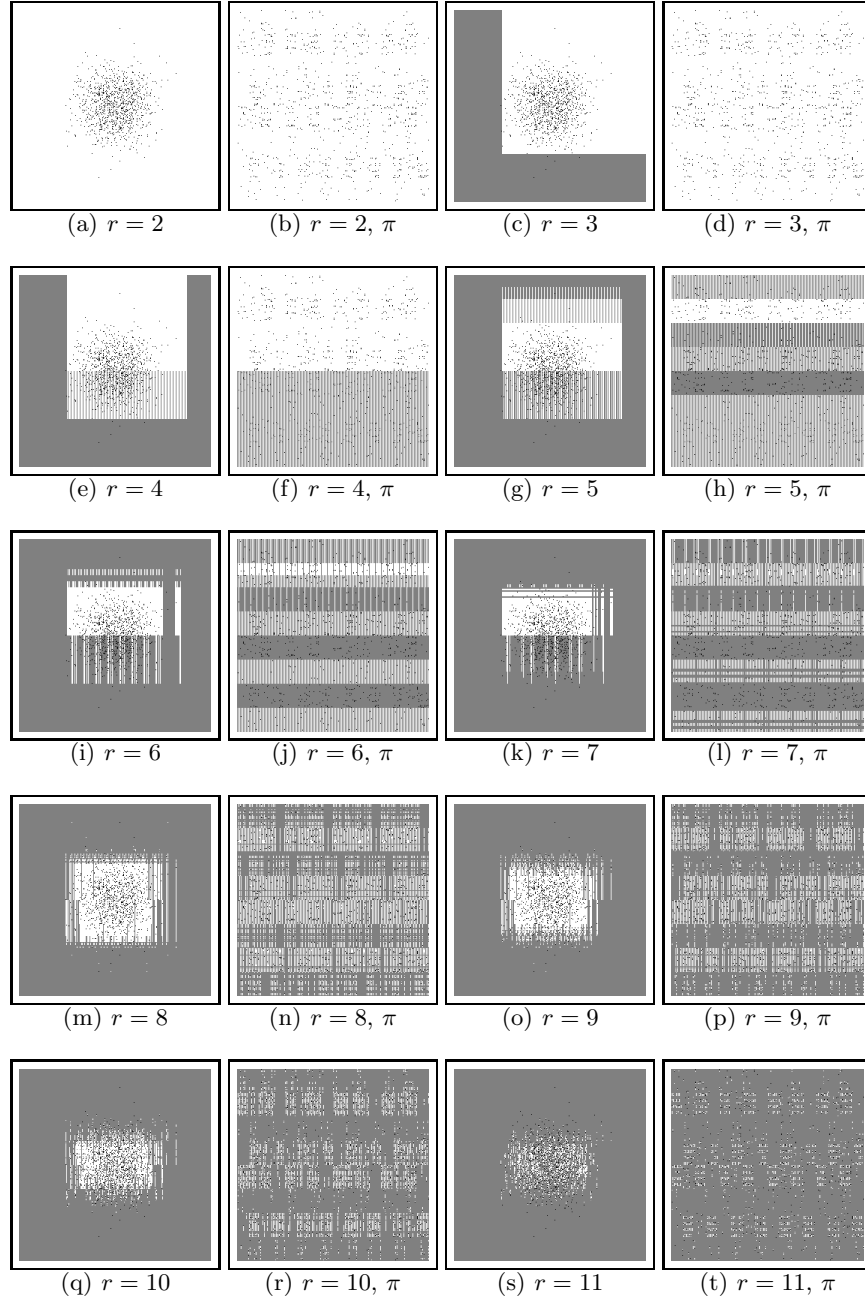 (a) r = 2
(b) r = 2, π
(c) r = 3
(d) r = 3, π
(e) r = 4
(f) r = 4, π
(g) r = 5
(h) r = 5, π
(i) r = 6
(j) r = 6, π
(k) r = 7
(l) r = 7, π
(m) r = 8
(n) r = 8, π
(o) r = 9
(p) r = 9, π
(q) r = 10
(r) r = 10, π
(s) r = 11
(t) r = 11, π